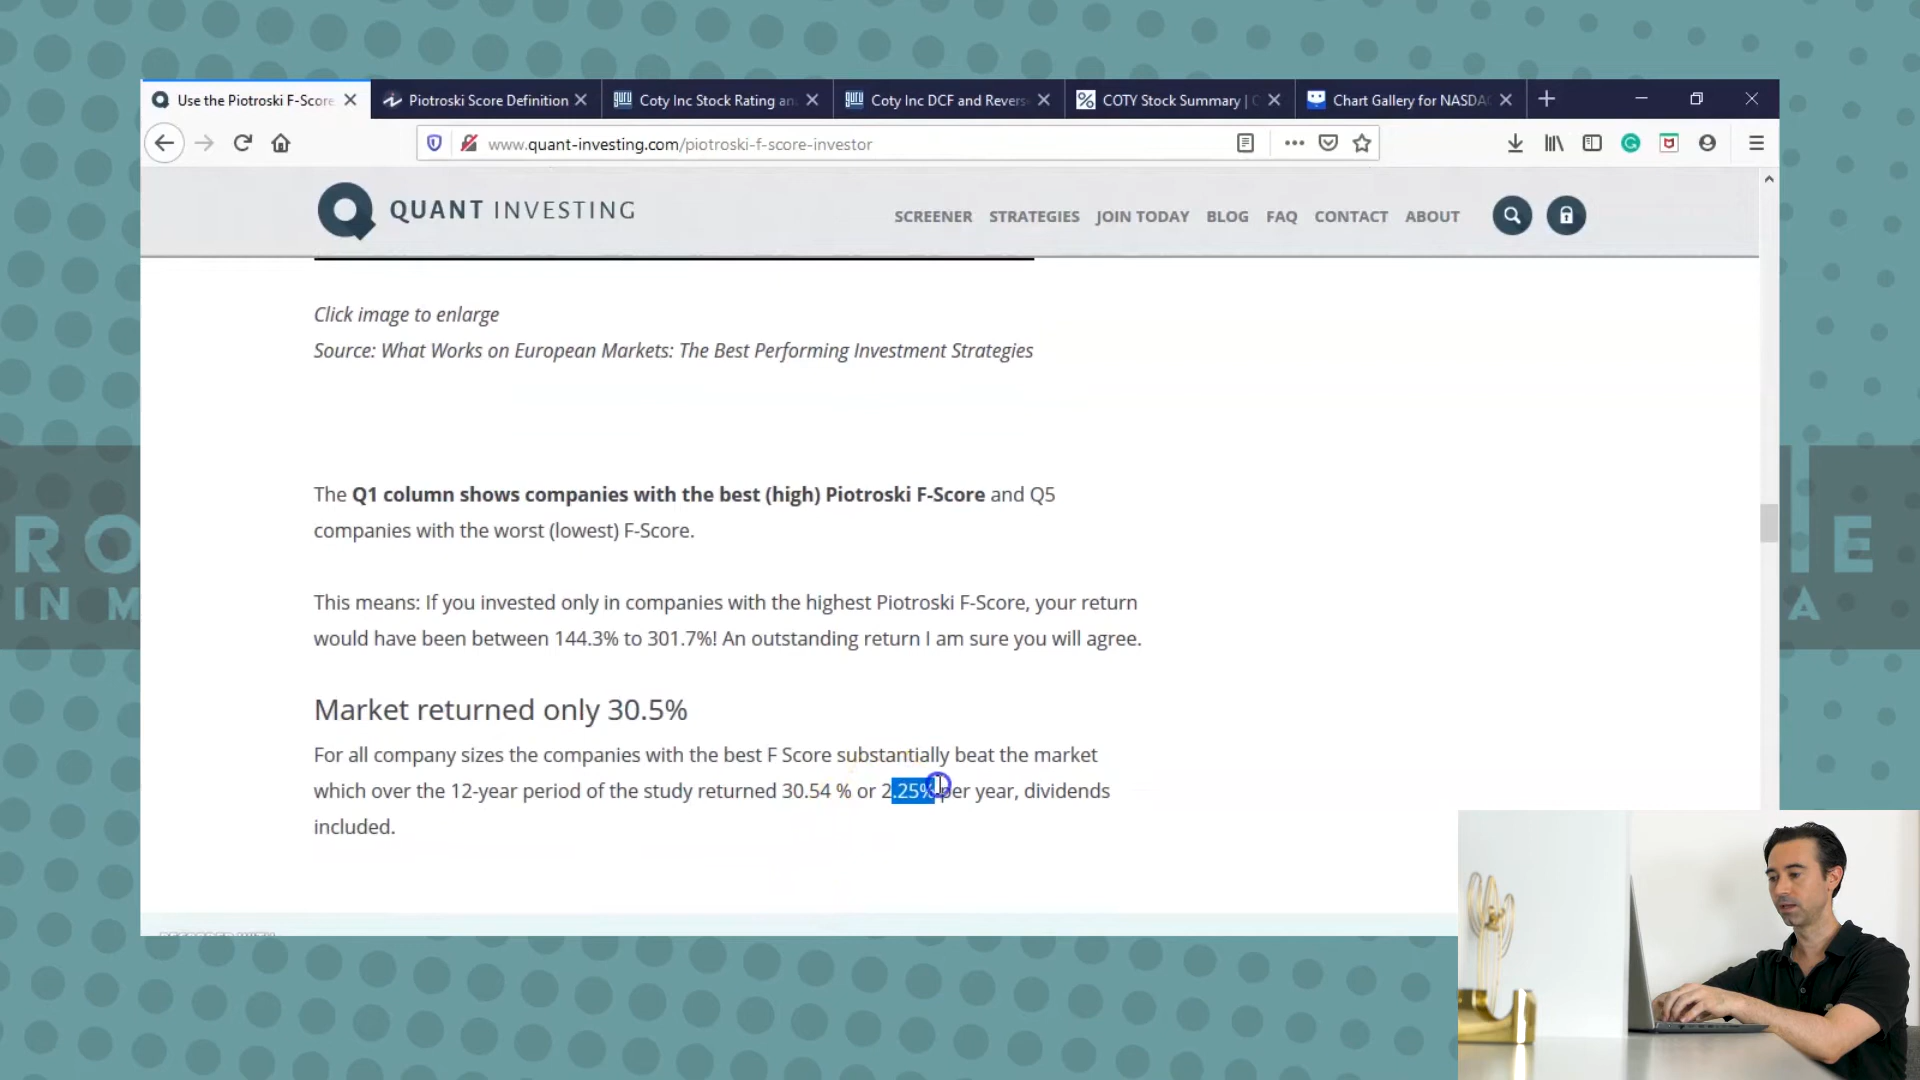 Use the Piotroski F-Score
Piotroski Score Definition
Coty Inc Stock Rating an
Coty Inc DCF and Revers
COTY Stock Summary |
Chart Gallery for NASDA
www.quant-investing.com/piotroski-f-score-investor
QUANT INVESTING
SCREENER STRATEGIES JOIN TODAY BLOG FAQ CONTACT ABOUT
Click image to enlarge
Source: What Works on European Markets: The Best Performing Investment Strategies
The Q1 column shows companies with the best (high) Piotroski F-Score and Q5
companies with the worst (lowest) F-Score.
This means: If you invested only in companies with the highest Piotroski F-Score, your return
would have been between 144.3% to 301.7%! An outstanding return I am sure you will agree.
Market returned only 30.5%
For all company sizes the companies with the best F Score substantially beat the market
which over the 12-year period of the study returned 30.54 % or 2.25% per year, dividends
included.